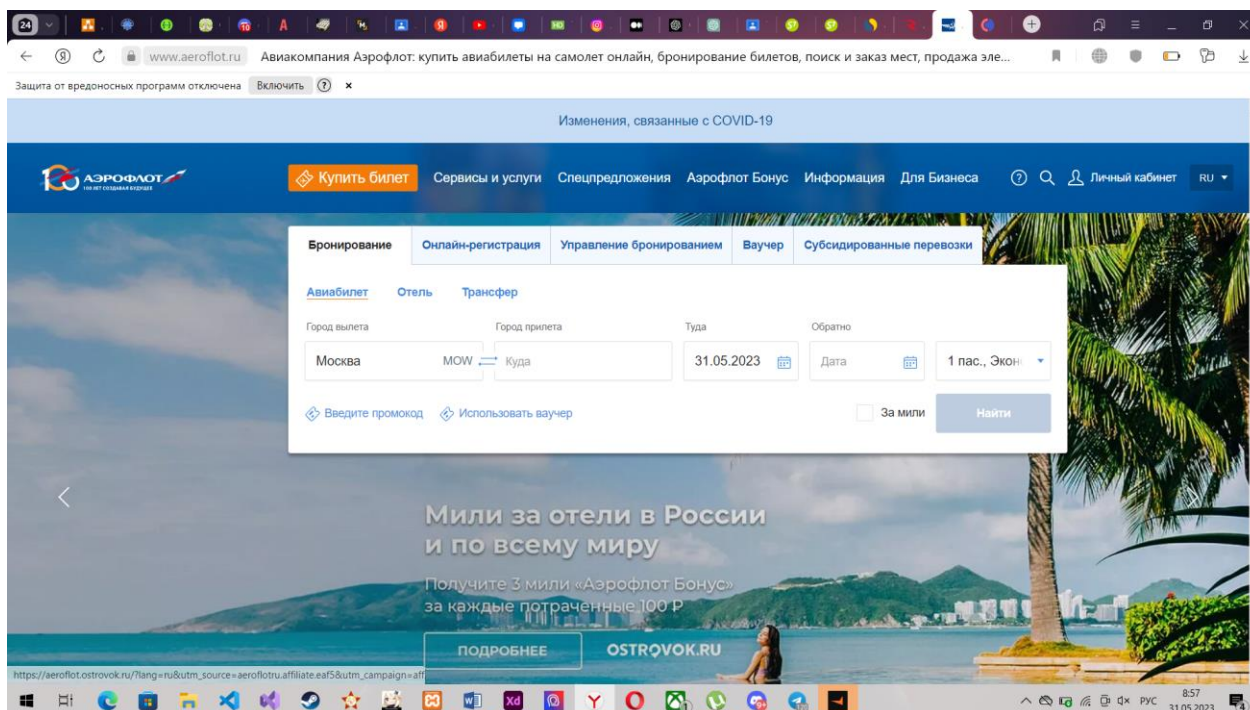 24
www.aeroflot.ru Авиакомпания Аэрофлот: купить авиабилеты на самолет онлайн, бронирование билетов, поиск и заказ мест, продажа эле...
Защита от вредоносных программ отключена Включить ? ×
Изменения, связанные с COVID-19
АЭРОФЛОТ
100 ЛЕТ СОЗДАВАЯ БУДУЩЕЕ
Купить билет Сервисы и услуги Спецпредложения Аэрофлот Бонус Информация Для Бизнеса ? Личный кабинет RU
Бронирование Онлайн-регистрация Управление бронированием Ваучер Субсидированные перевозки
Авиабилет Отель Трансфер
Город вылета Город прилета Туда Обратно
Москва MOW Куда 31.05.2023 Дата 1 пас., Экон
Введите промокод Использовать ваучер За мили Найти
Мили за отели в России
и по всему миру
Получите 3 мили «Аэрофлот Бонус»
за каждые потраченные 100 Р
ПОДРОБНЕЕ OSTROVOK.RU
https://aeroflot.ostrovok.ru/?lang=ru&utm_source=aeroflotru.affiliate.eaf5&utm_campaign=aff
РУС 8:57
31.05.2023